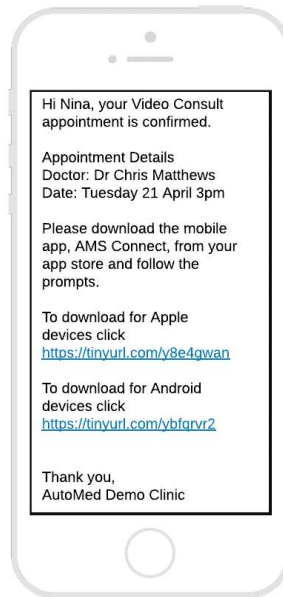 Hi Nina, your Video Consult
appointment is confirmed.
Appointment Details
Doctor: Dr Chris Matthews
Date: Tuesday 21 April 3pm
Please download the mobile
app, AMS Connect, from your
app store and follow the
prompts.
To download for Apple
devices click
https://tinyurl.com/y8e4gwan
To download for Android
devices click
https://tinyurl.com/ybfqrvr2
Thank you,
AutoMed Demo Clinic